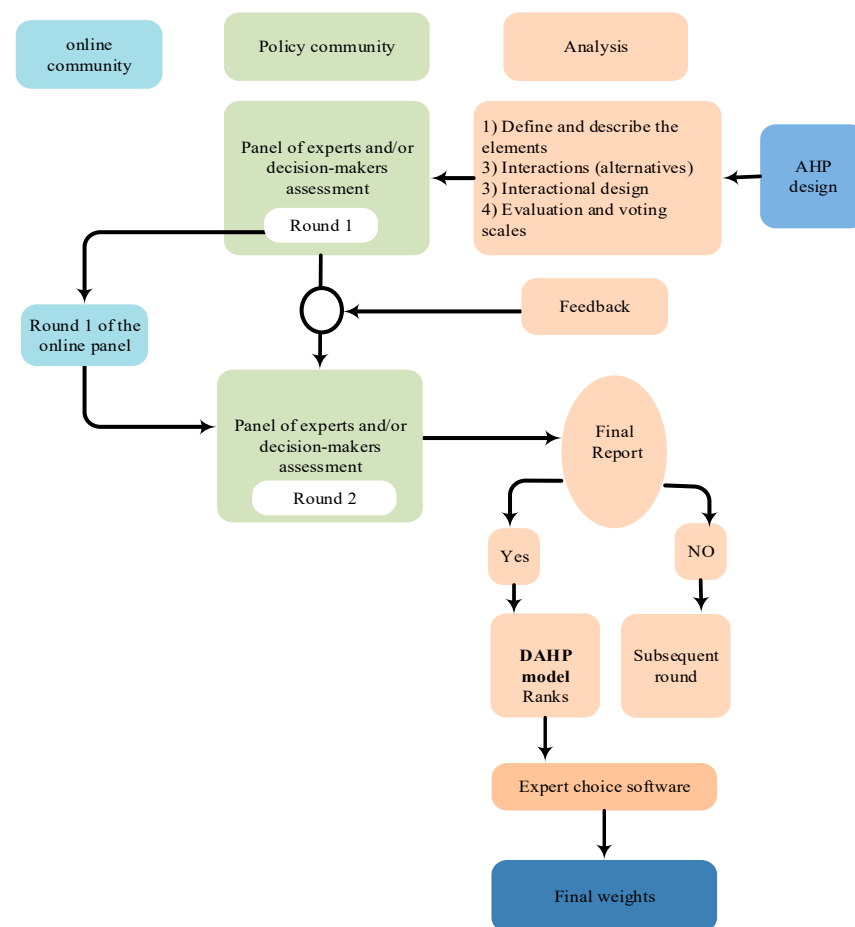 online
community
Policy community
Analysis
Panel of experts and/or
decision-makers
assessment
Round 1
1) Define and describe the
elements
3) Interactions (alternatives)
3) Interactional design
4) Evaluation and voting
scales
AHP
design
Round 1 of the
online panel
Feedback
Panel of experts and/or
decision-makers
assessment
Round 2
Final
Report
Yes
NO
DAHP
model
Ranks
Subsequent
round
Expert choice software
Final weights